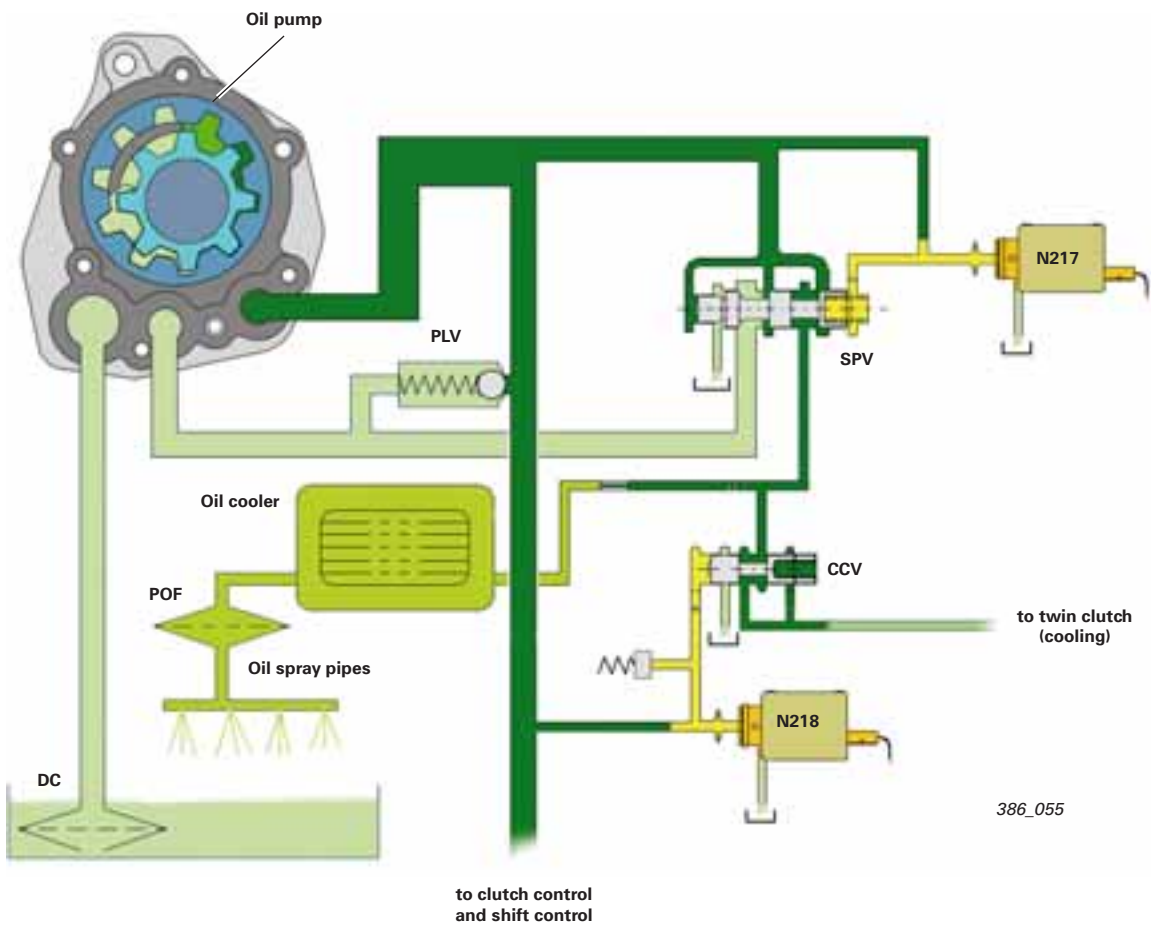 Oil pump
N217
PLV
SPV
Oil cooler
CCV
POF
to twin clutch
(cooling)
Oil spray pipes
N218
DC
386_055
to clutch control
and shift control